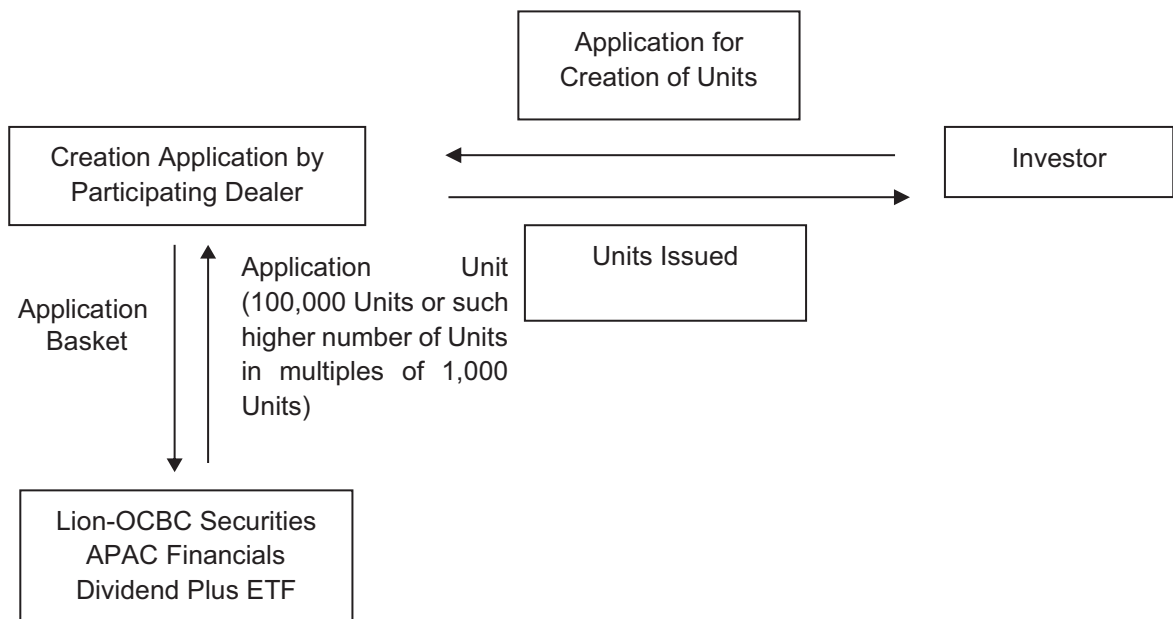 Application for
Creation of Units
Creation Application by
Participating Dealer
Investor
Units Issued
Application Unit
(100,000 Units or such
higher number of Units
in multiples of 1,000
Units)
Application
Basket
Lion-OCBC Securities
APAC Financials
Dividend Plus ETF